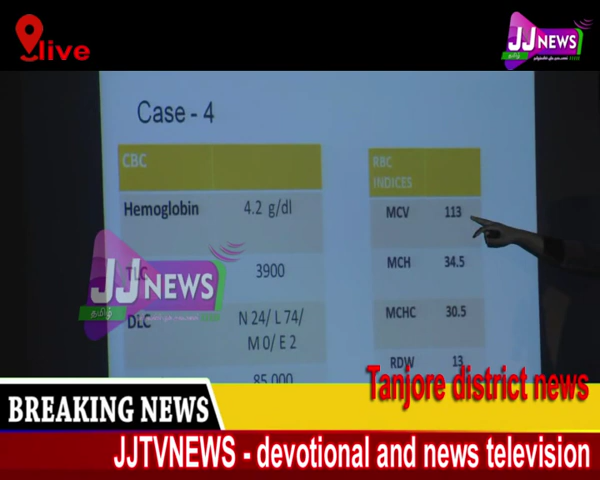 live
JJ NEWS
தமிழ்
Case - 4
CBC
Hemoglobin 4.2 g/dl
TLC 3900
DLC N 24/ L 74/
M 0/ E 2
85,000
RBC
INDICES
MCV 113
MCH 34.5
MCHC 30.5
RDW 13
JJ NEWS
தமிழ்
Tanjore district news
BREAKING NEWS
JJTVNEWS - devotional and news television